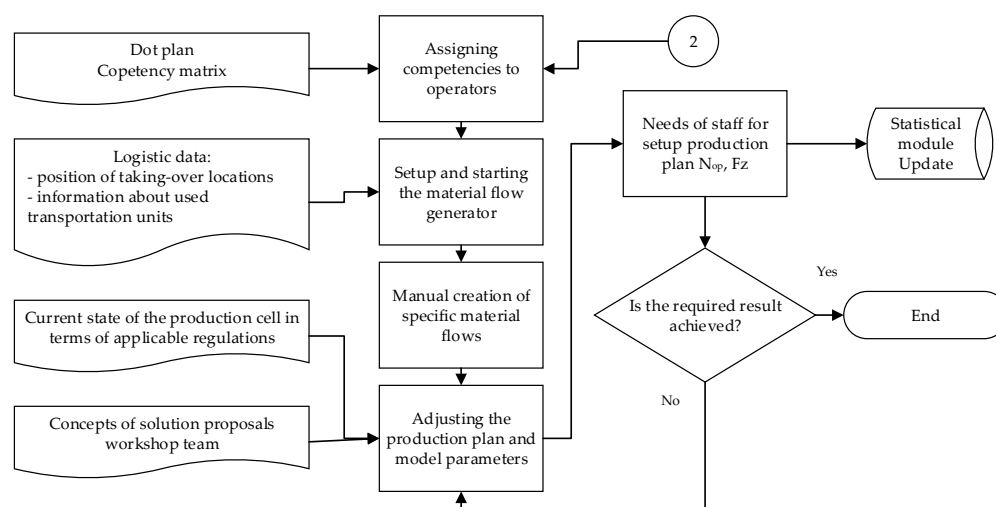 Dot plan
Copetency matrix
Assigning
competencies to
operators
2
Logistic data:
- position of taking-over locations
- information about used
transportation units
Setup and starting
the material flow
generator
Needs of staff for
setup production
plan Nop, Fz
Statistical
module
Update
Manual creation of
specific material
flows
Is the required result
achieved?
Yes
End
No
Current state of the production cell in
terms of applicable regulations
Concepts of solution proposals
workshop team
Adjusting the
production plan and
model parameters